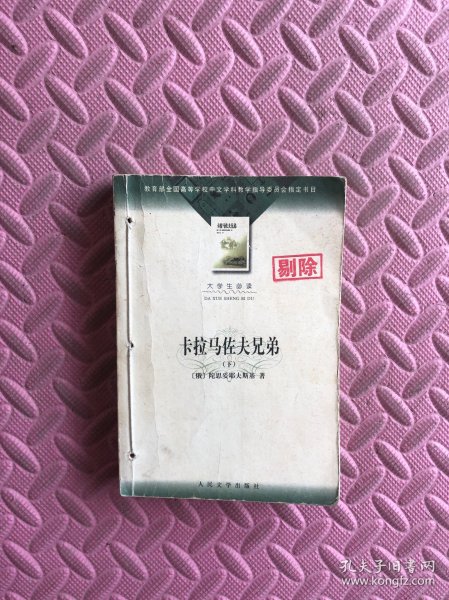 教育部全国高等学校中文学科教学指导委员会指定书目
剔除
大学生必读
DA XUE SHENG BI DU
卡拉马佐夫兄弟
(下)
〔俄〕陀思妥耶夫斯基 著
人民文学出版社
孔夫子旧书网
www.kongfz.com